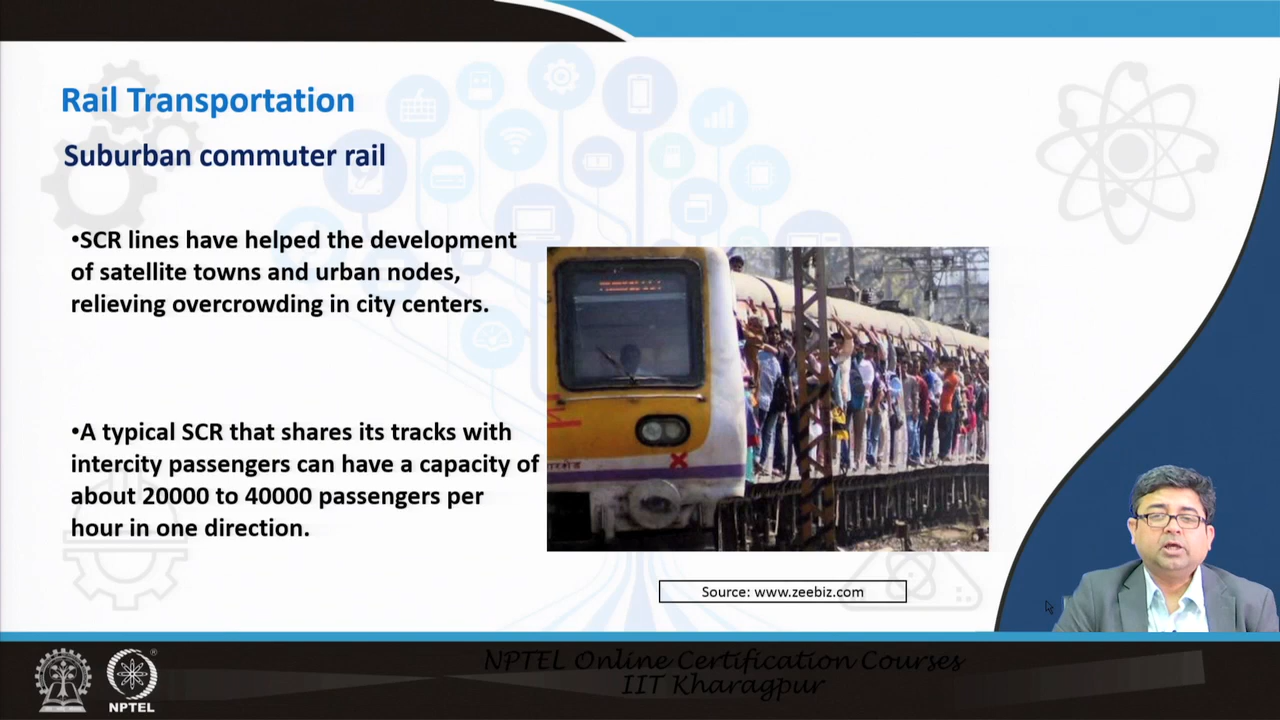 Rail Transportation
Suburban commuter rail
•SCR lines have helped the development
of satellite towns and urban nodes,
relieving overcrowding in city centers.
•A typical SCR that shares its tracks with
intercity passengers can have a capacity of
about 20000 to 40000 passengers per
hour in one direction.
Source: www.zeebiz.com
NPTEL Online Certification Courses
IIT Kharagpur
NPTEL